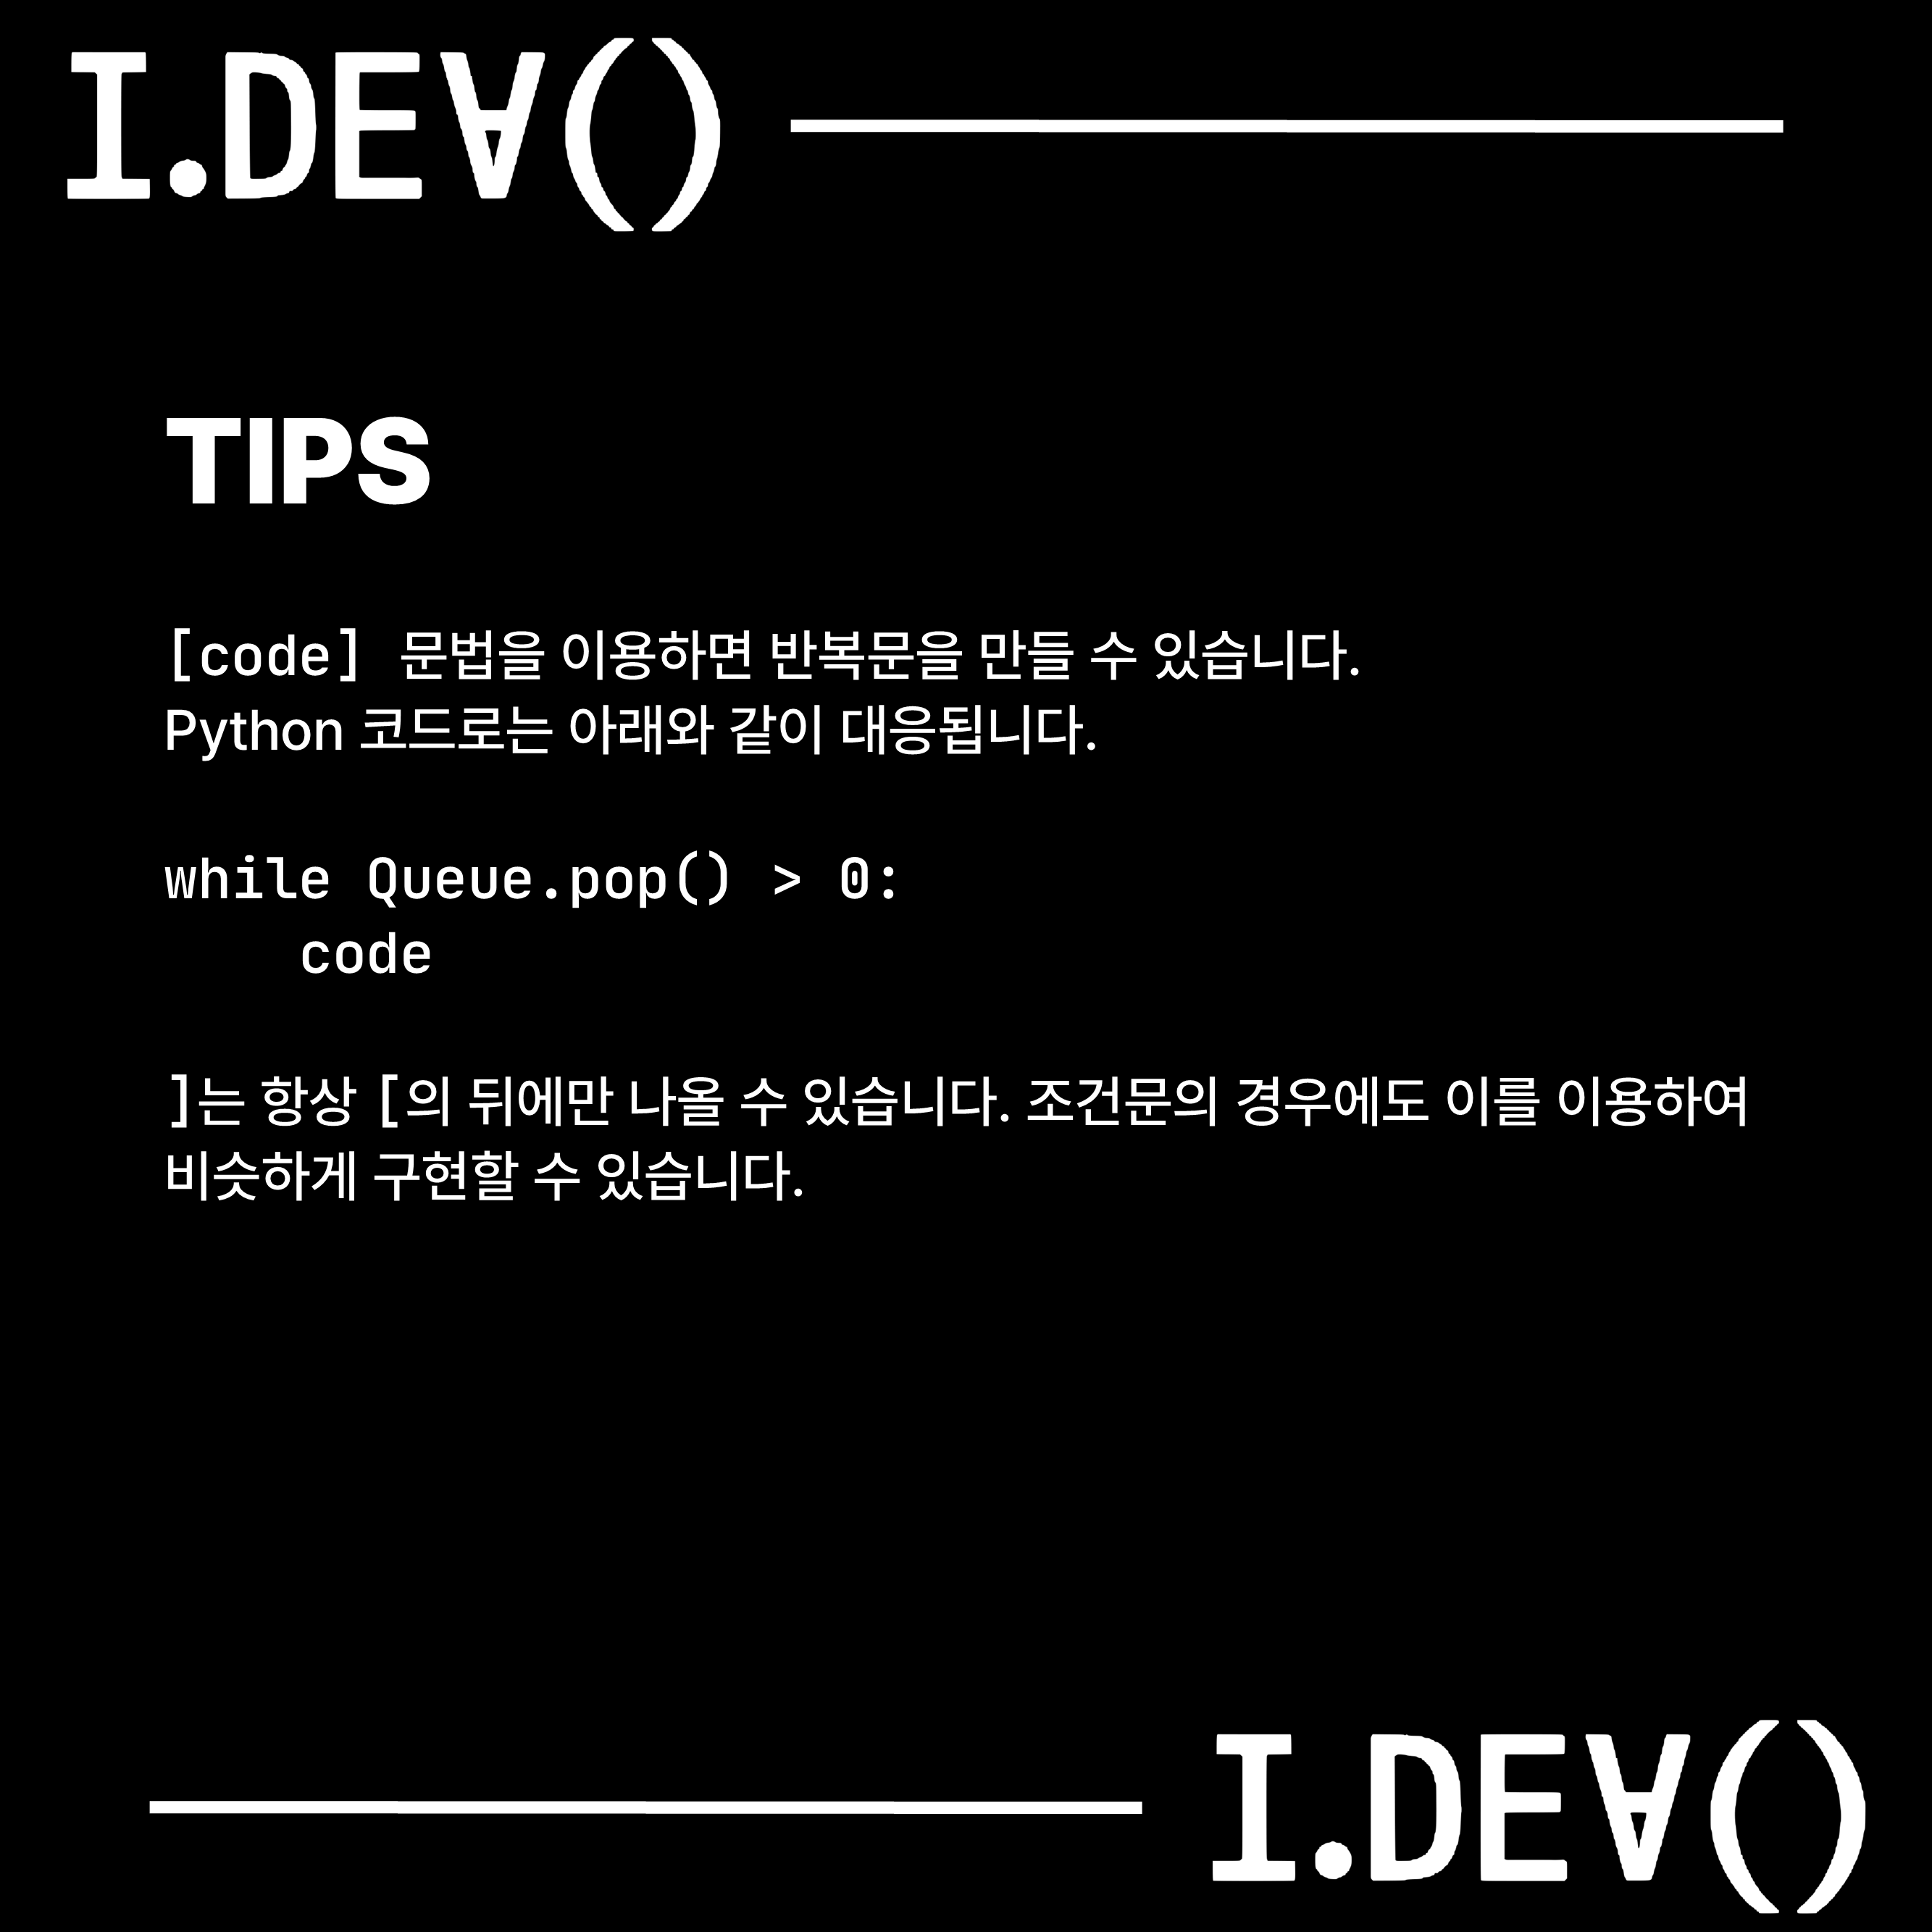 I.DEV()
TIPS
[code] 문법을 이용하면 반복문을 만들 수 있습니다.
Python 코드로는 아래와 같이 대응됩니다.
while Queue.pop() > 0:
    code
]는 항상 [의 뒤에만 나올 수 있습니다. 조건문의 경우에도 이를 이용하여
비슷하게 구현할 수 있습니다.
I.DEV()